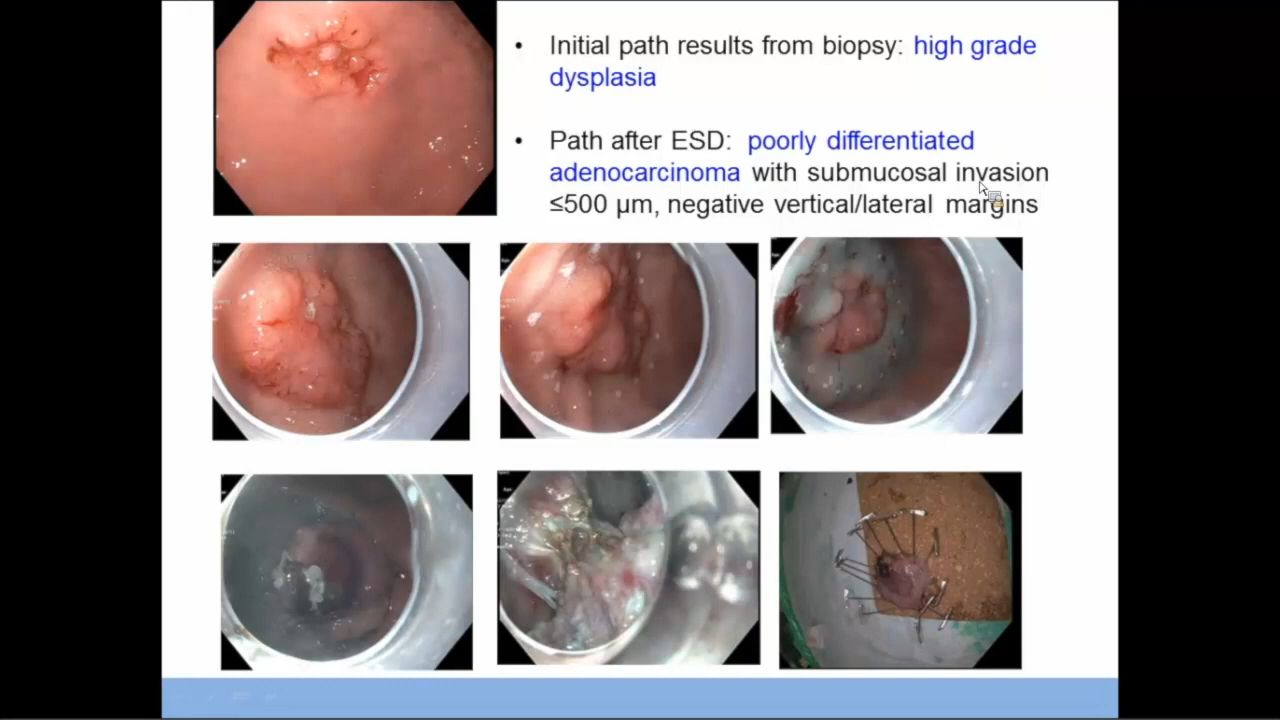 • Initial path results from biopsy: high grade
dysplasia
• Path after ESD: poorly differentiated
adenocarcinoma with submucosal invasion
≤500 µm, negative vertical/lateral margins